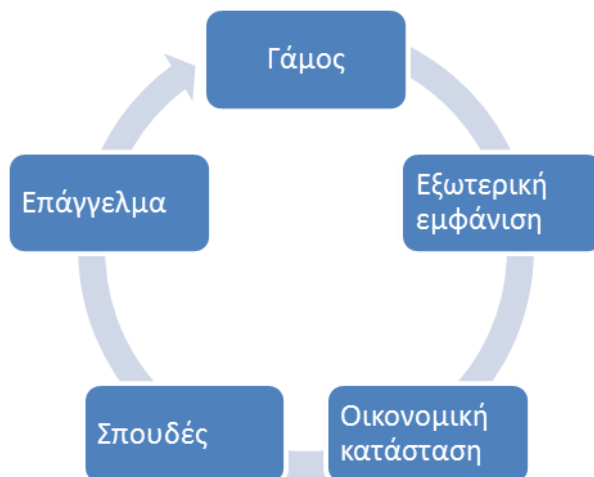 Γάμος
Εξωτερική
εμφάνιση
Οικονομική
κατάσταση
Σπουδές
Επάγγελμα